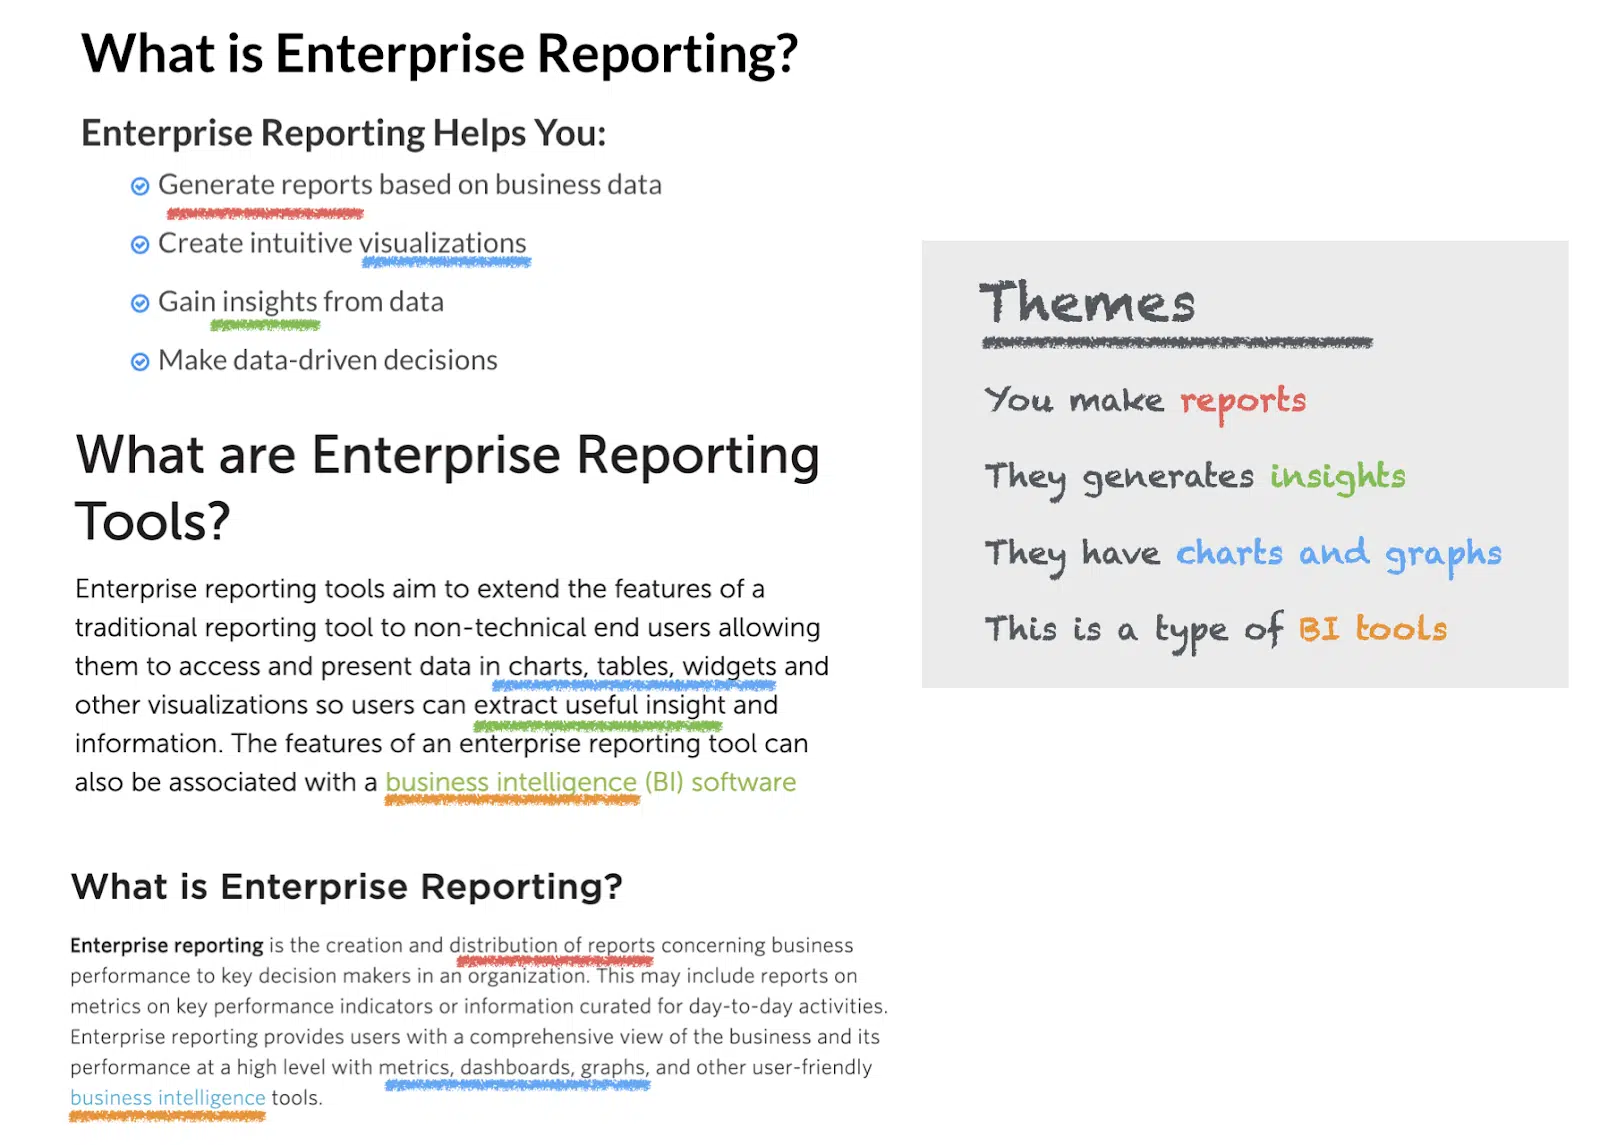 What is Enterprise Reporting?
Enterprise Reporting Helps You:
Generate reports based on business data
Create intuitive visualizations
Gain insights from data
Make data-driven decisions
What are Enterprise Reporting
Tools?
Enterprise reporting tools aim to extend the features of a
traditional reporting tool to non-technical end users allowing
them to access and present data in charts, tables, widgets and
other visualizations so users can extract useful insight and
information. The features of an enterprise reporting tool can
also be associated with a business intelligence (BI) software
What is Enterprise Reporting?
Enterprise reporting is the creation and distribution of reports concerning business
performance to key decision makers in an organization. This may include reports on
metrics on key performance indicators or information curated for day-to-day activities.
Enterprise reporting provides users with a comprehensive view of the business and its
performance at a high level with metrics, dashboards, graphs, and other user-friendly
business intelligence tools.
Themes
You make reports
They generates insights
They have charts and graphs
This is a type of BI tools